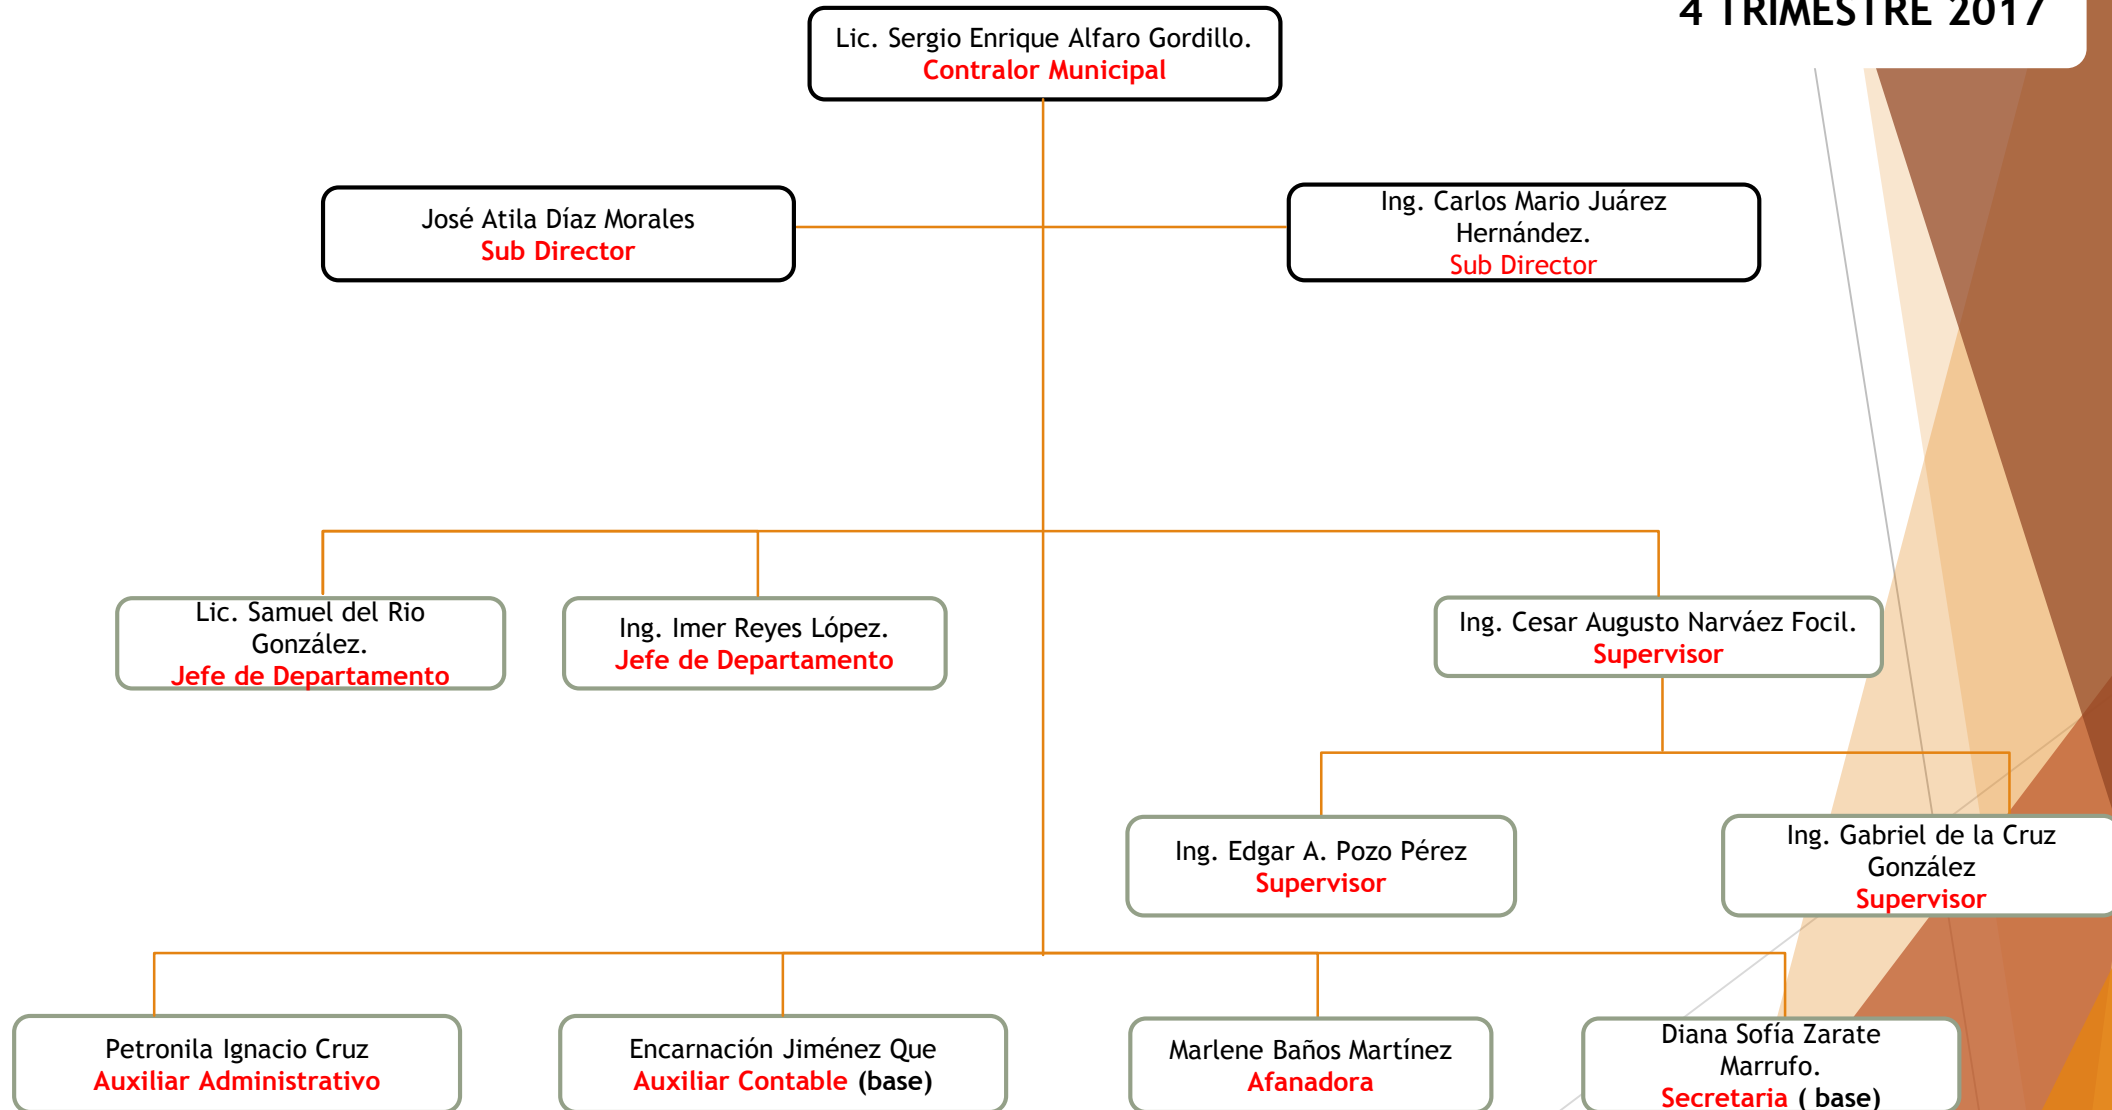 4 TRIMESTRE 2017
Lic. Sergio Enrique Alfaro Gordillo.
Contralor Municipal
José Atila Díaz Morales
Sub Director
Ing. Carlos Mario Juárez
Hernández.
Sub Director
Lic. Samuel del Rio
González.
Jefe de Departamento
Ing. Imer Reyes López.
Jefe de Departamento
Ing. Cesar Augusto Narváez Focil.
Supervisor
Ing. Edgar A. Pozo Pérez
Supervisor
Ing. Gabriel de la Cruz
González
Supervisor
Petronila Ignacio Cruz
Auxiliar Administrativo
Encarnación Jiménez Que
Auxiliar Contable (base)
Marlene Baños Martínez
Afanadora
Diana Sofía Zarate
Marrufo.
Secretaria ( base)